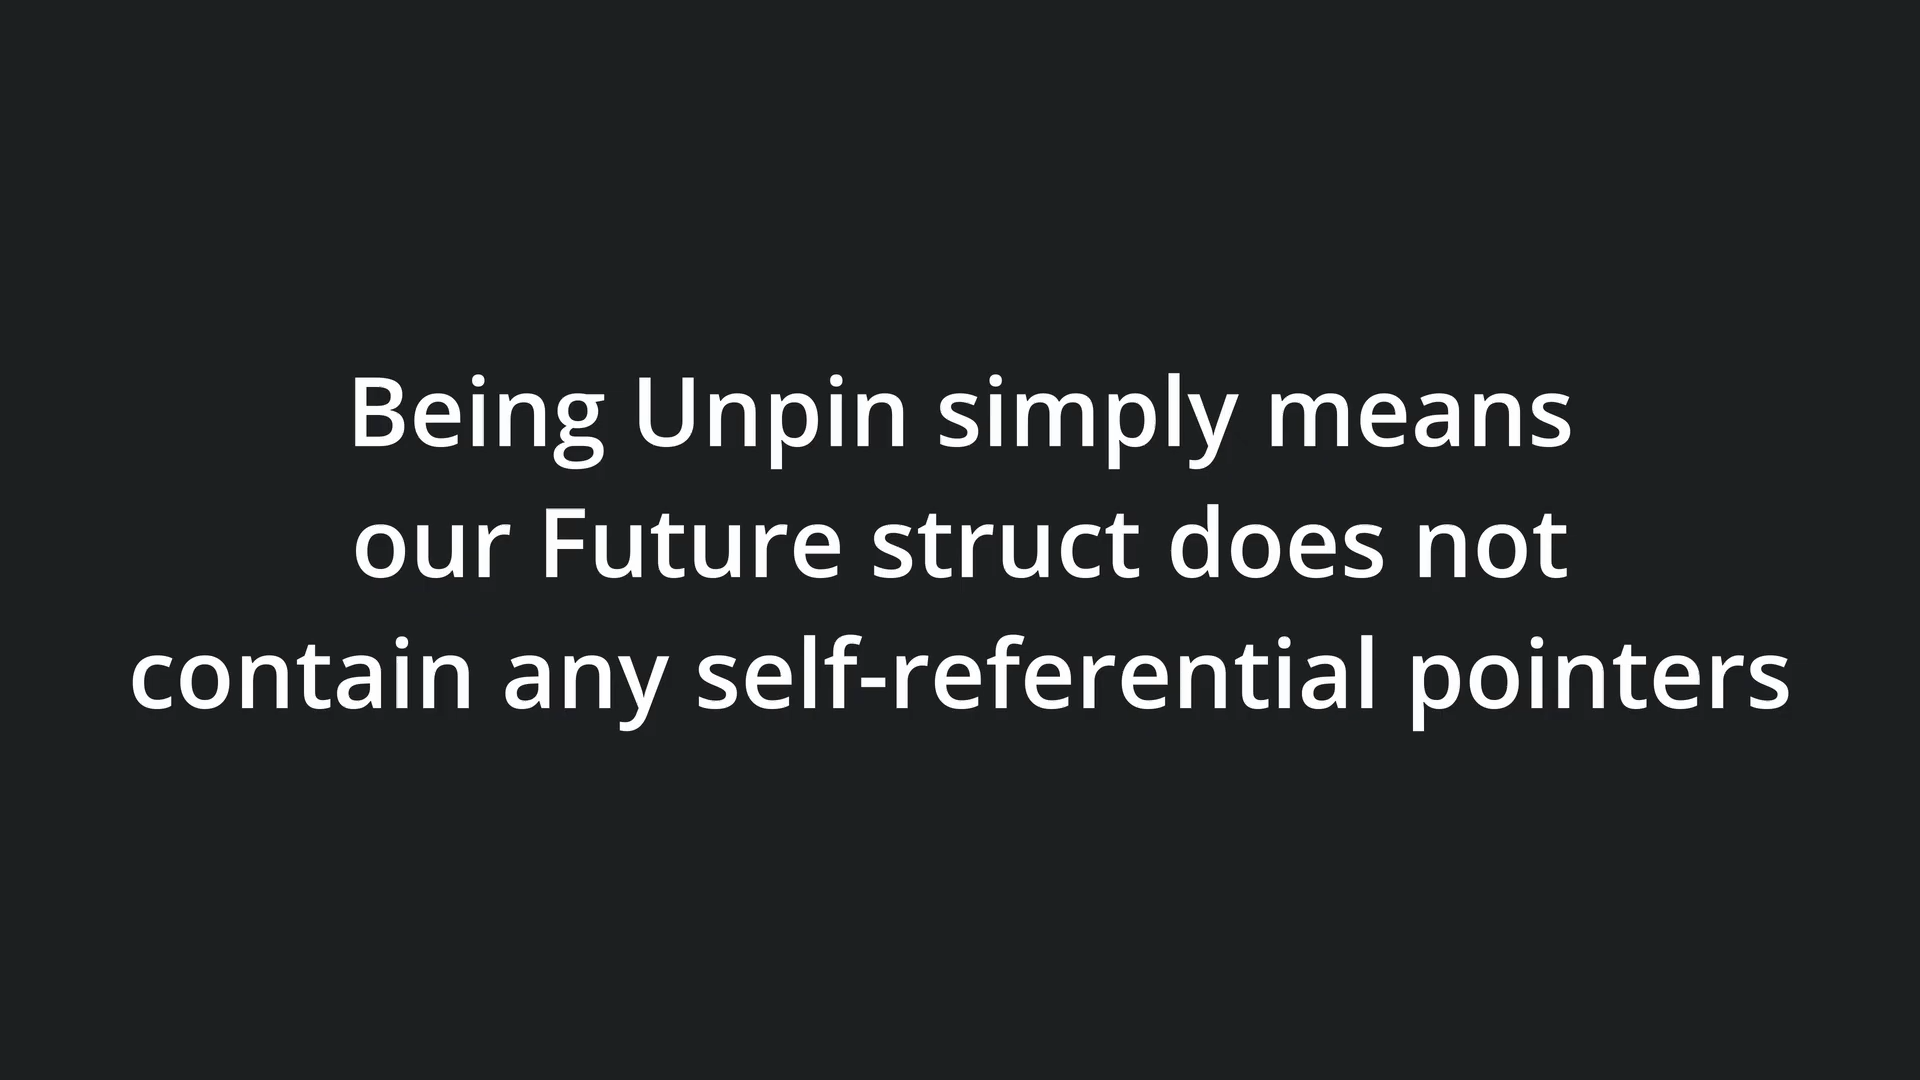 Being Unpin simply means
our Future struct does not
contain any self-referential pointers